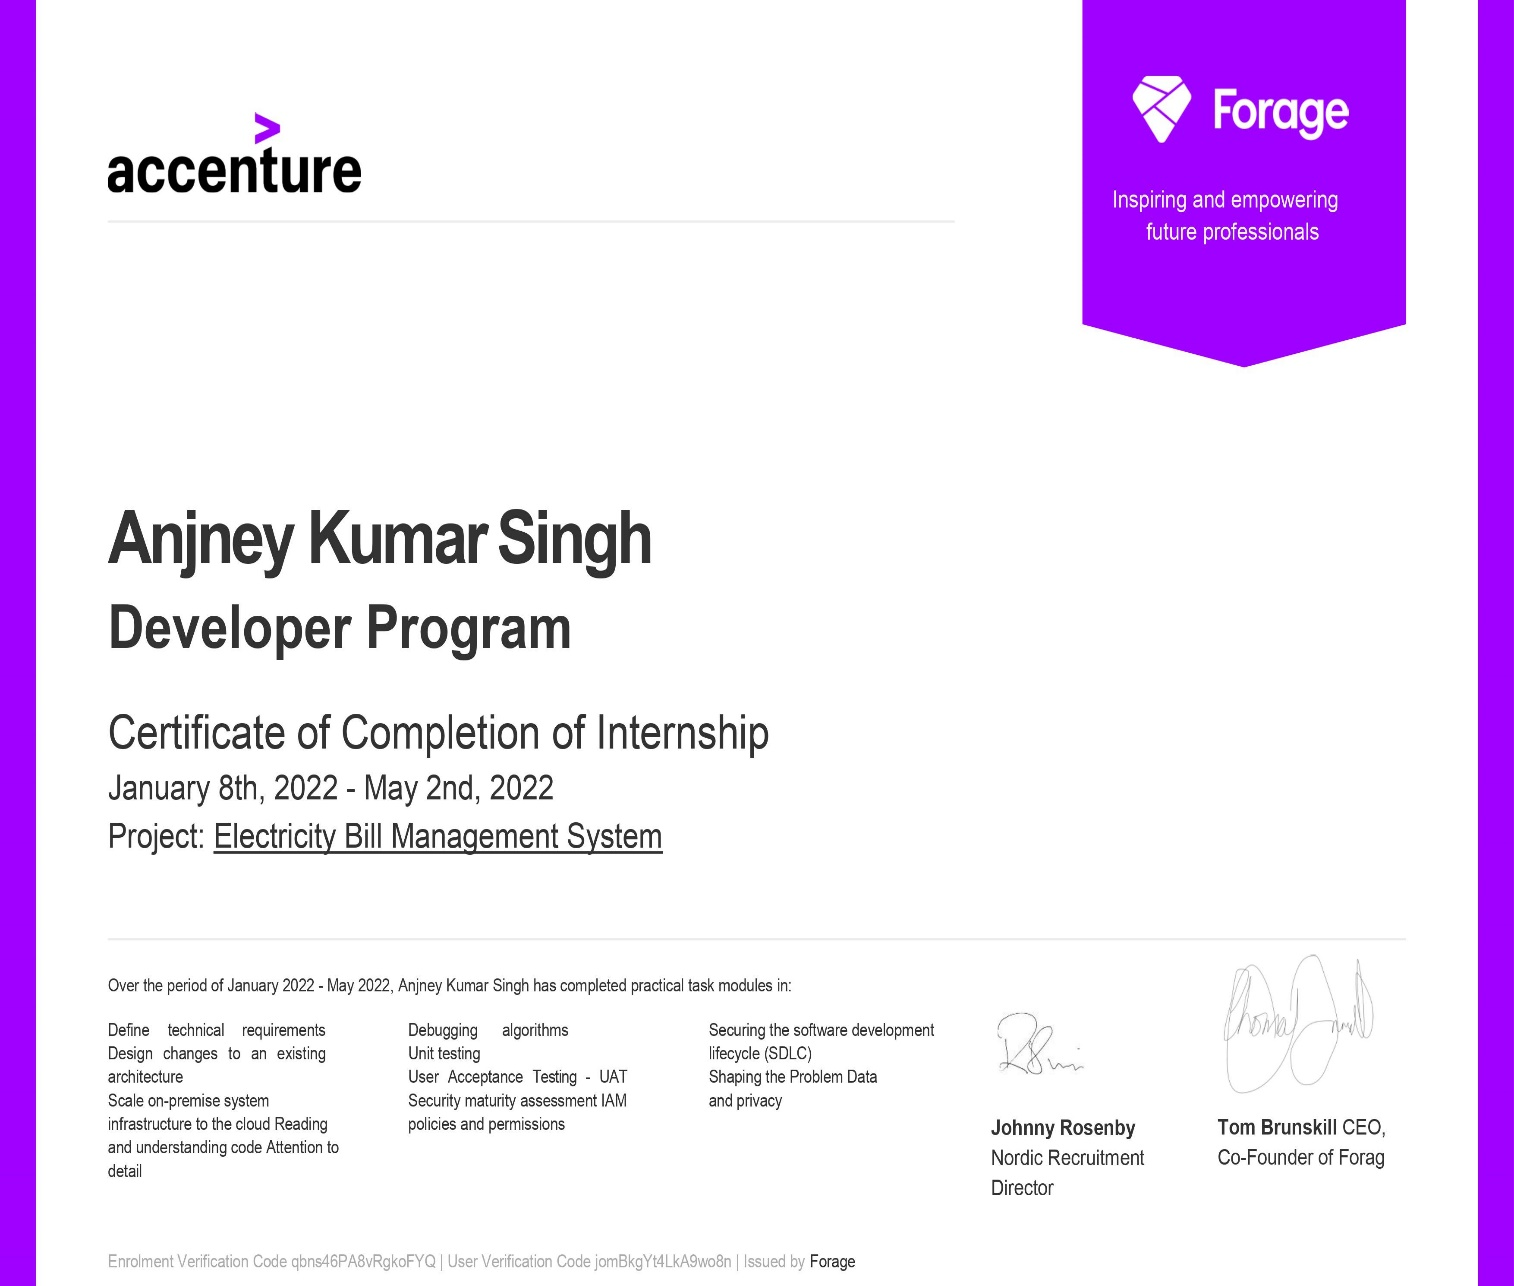 accenture
Forage
Inspiring and empowering
future professionals
Anjney Kumar Singh
Developer Program
Certificate of Completion of Internship
January 8th, 2022 - May 2nd, 2022
Project: Electricity Bill Management System
Over the period of January 2022 - May 2022, Anjney Kumar Singh has completed practical task modules in:
Define technical requirements
Design changes to an existing
architecture
Scale on-premise system
infrastructure to the cloud Reading
and understanding code Attention to
detail
Debugging algorithms
Unit testing
User Acceptance Testing - UAT
Security maturity assessment IAM
policies and permissions
Securing the software development
lifecycle (SDLC)
Shaping the Problem Data
and privacy
Johnny Rosenby
Nordic Recruitment
Director
Tom Brunskill CEO,
Co-Founder of Forag
Enrolment Verification Code qbns46PA8vRgkoFYQ | User Verification Code jomBkgYt4LkA9wo8n | Issued by Forage